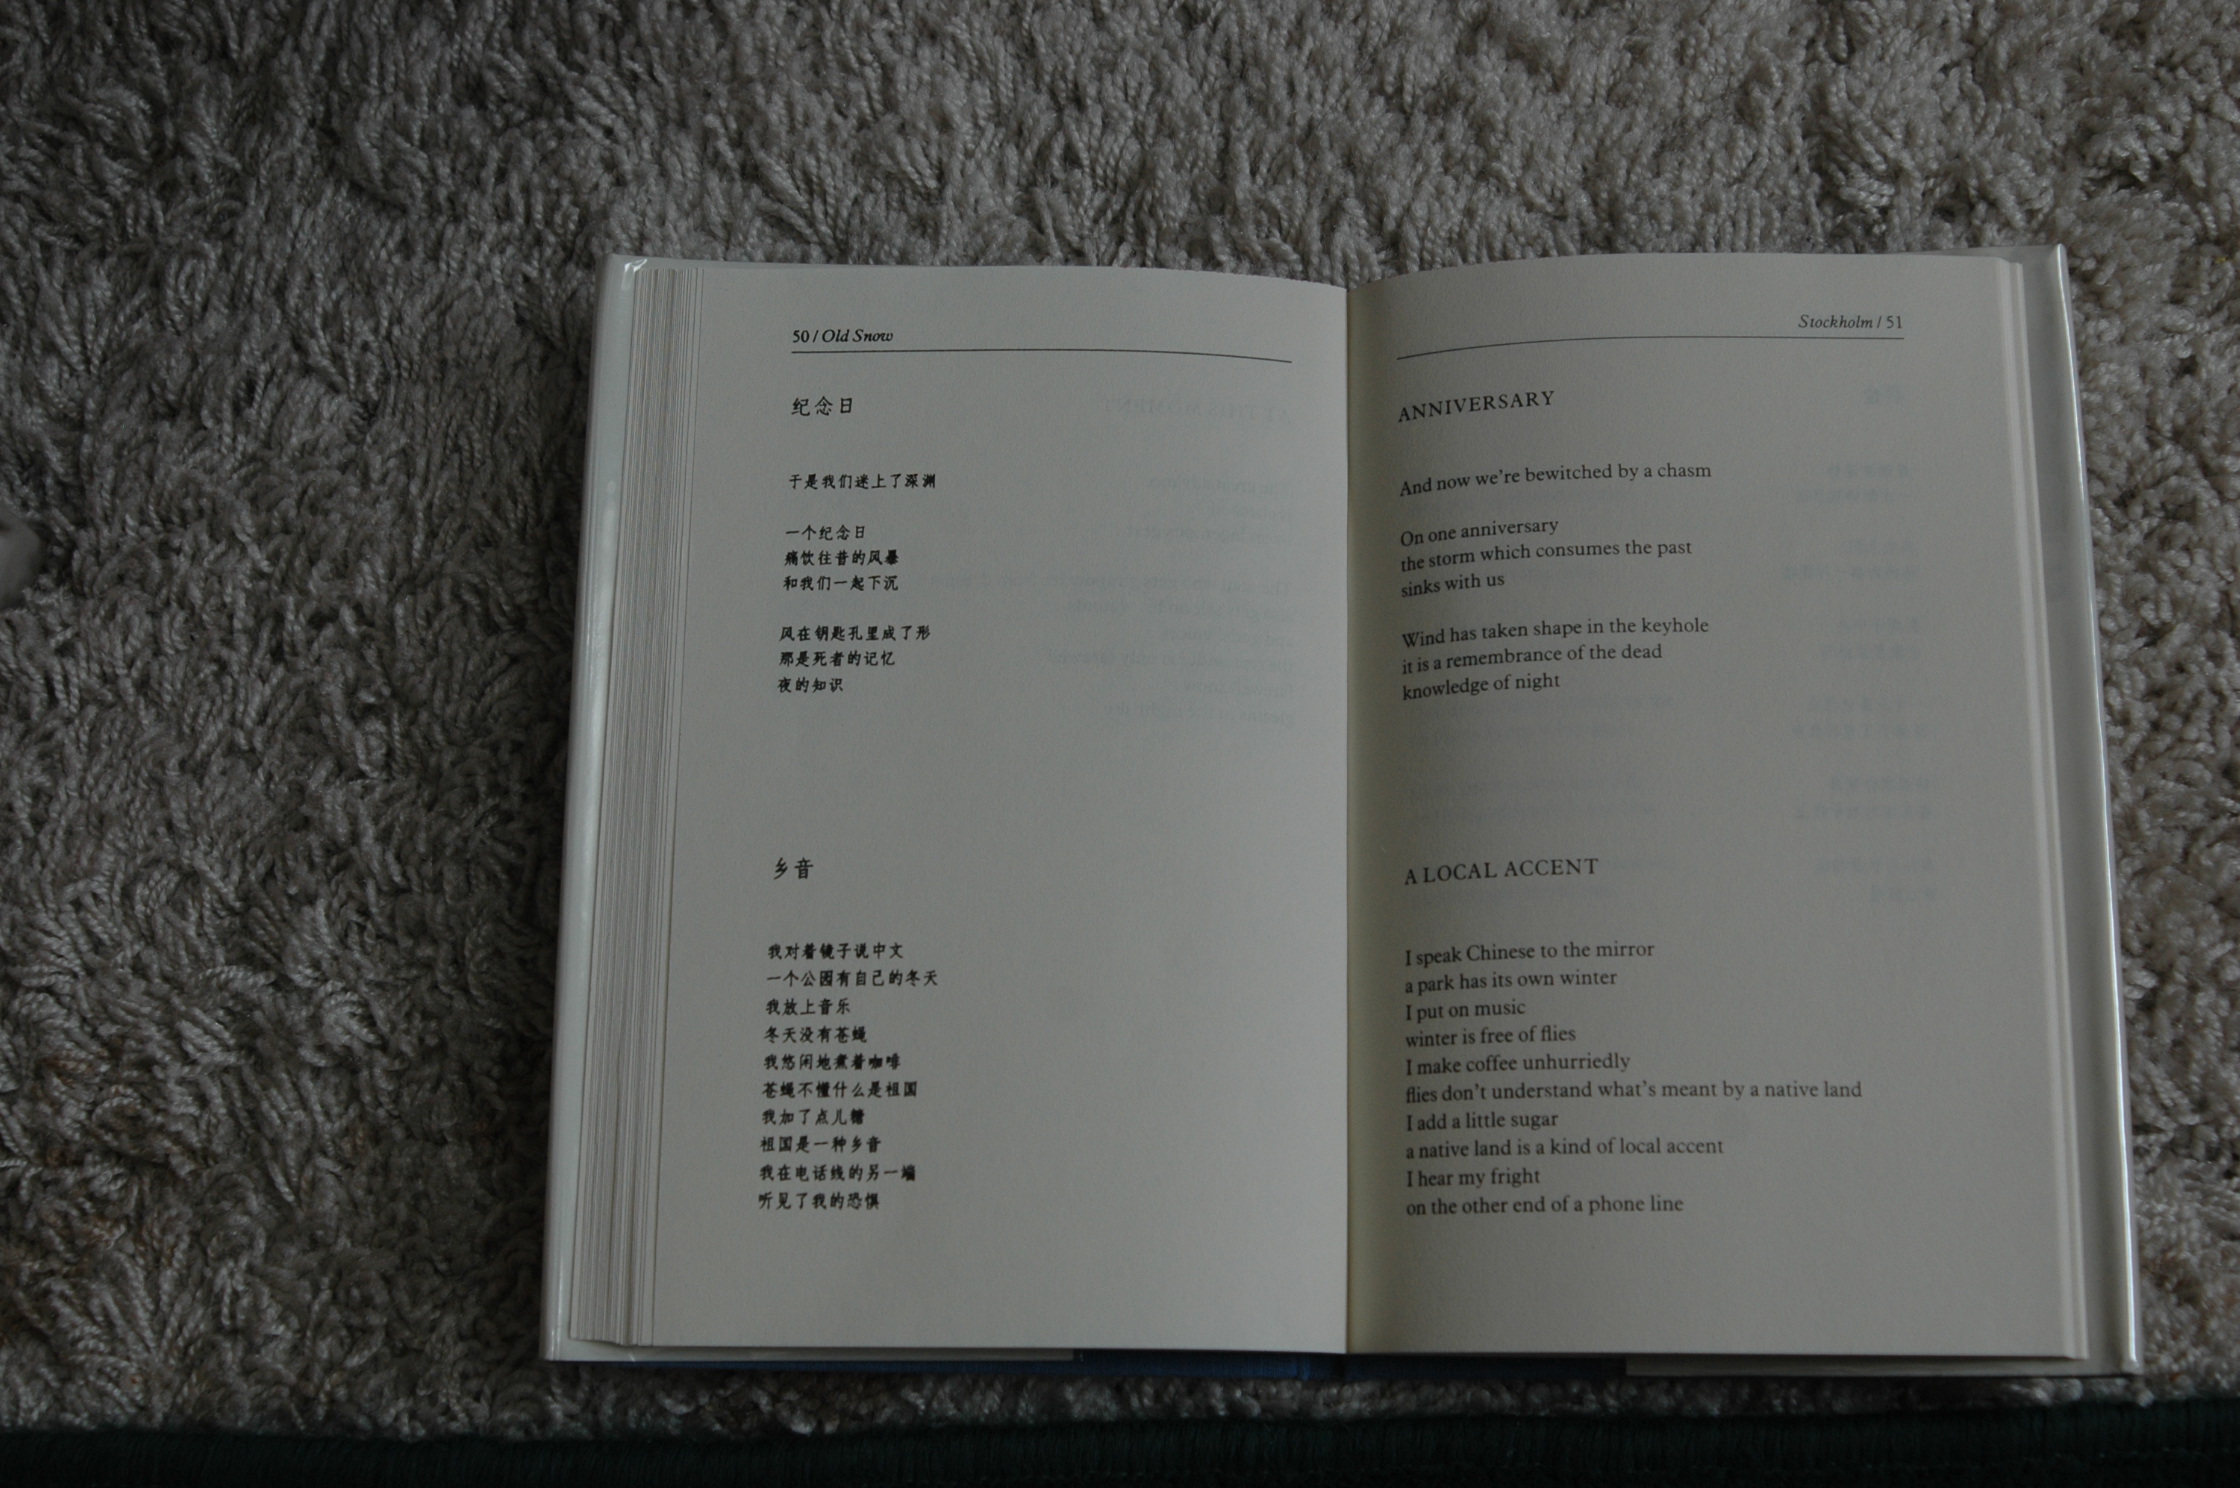 50 / Old Snow
纪念日
于是我们迷上了深渊
一个纪念日
痛饮往昔的风暴
和我们一起下沉
风在钥匙孔里成了形
那是死者的记忆
夜的知识
乡音
我对着镜子说中文
一个公园有自己的冬天
我放上音乐
冬天没有苍蝇
我悠闲地煮着咖啡
苍蝇不懂什么是祖国
我加了点儿糖
祖国是一种乡音
我在电话线的另一端
听见了我的恐惧
Stockholm / 51
ANNIVERSARY
And now we're bewitched by a chasm
On one anniversary
the storm which consumes the past
sinks with us
Wind has taken shape in the keyhole
it is a remembrance of the dead
knowledge of night
A LOCAL ACCENT
I speak Chinese to the mirror
a park has its own winter
I put on music
winter is free of flies
I make coffee unhurriedly
flies don't understand what's meant by a native land
I add a little sugar
a native land is a kind of local accent
I hear my fright
on the other end of a phone line